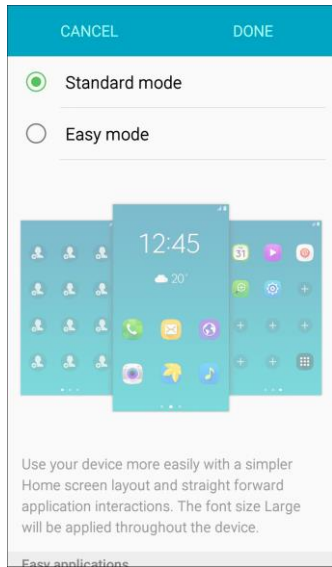 CANCEL DONE
Standard mode
Easy mode
12:45
20°
31
Use your device more easily with a simpler
Home screen layout and straight forward
application interactions. The font size Large
will be applied throughout the device.
Easy applications